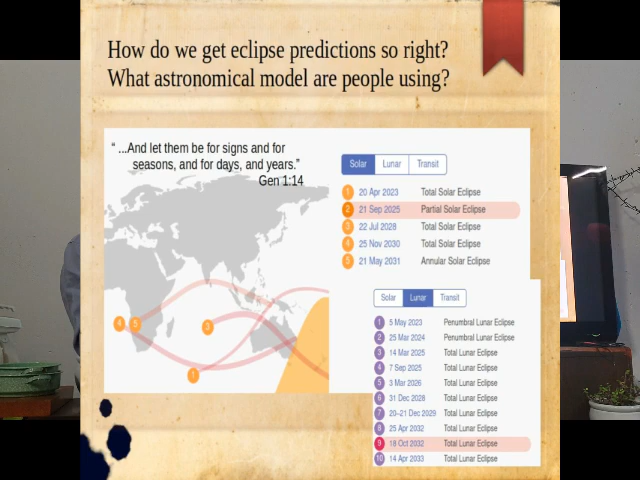 How do we get eclipse predictions so right?
What astronomical model are people using?
“ ...And let them be for signs and for
seasons, and for days, and years.”
Gen 1:14
Solar Lunar Transit
1 20 Apr 2023 Total Solar Eclipse
2 21 Sep 2025 Partial Solar Eclipse
3 22 Jul 2028 Total Solar Eclipse
4 25 Nov 2030 Total Solar Eclipse
5 21 May 2031 Annular Solar Eclipse
4 5 3 1
Solar Lunar Transit
1 5 May 2023 Penumbral Lunar Eclipse
2 25 Mar 2024 Penumbral Lunar Eclipse
3 14 Mar 2025 Total Lunar Eclipse
4 7 Sep 2025 Total Lunar Eclipse
5 3 Mar 2026 Total Lunar Eclipse
6 31 Dec 2028 Total Lunar Eclipse
7 20–21 Dec 2029 Total Lunar Eclipse
8 25 Apr 2032 Total Lunar Eclipse
9 18 Oct 2032 Total Lunar Eclipse
10 14 Apr 2033 Total Lunar Eclipse